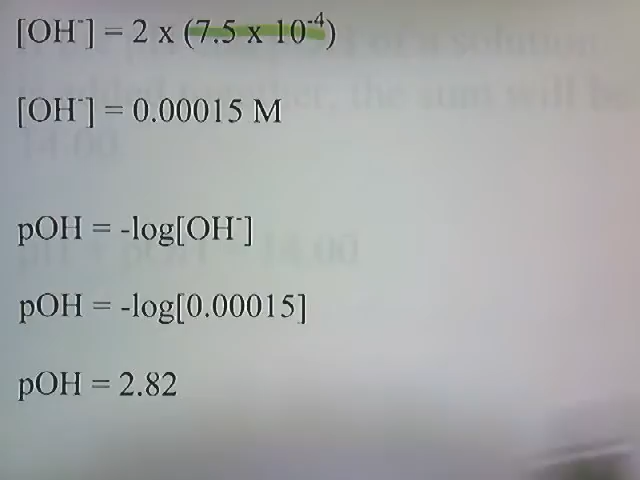 [OH⁻] = 2 x (7.5 x 10⁻⁴)
[OH⁻] = 0.00015 M
pOH = -log[OH⁻]
pOH = -log[0.00015]
pOH = 2.82